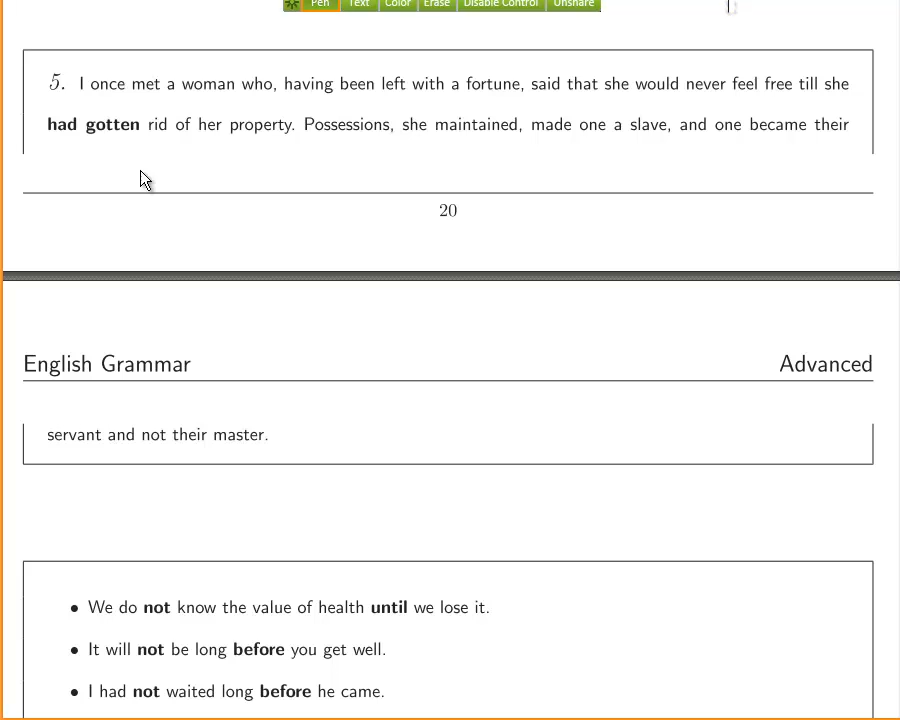 Pen Text Color Erase Disable Control Unshare
5. I once met a woman who, having been left with a fortune, said that she would never feel free till she
had gotten rid of her property. Possessions, she maintained, made one a slave, and one became their
20
English Grammar Advanced
servant and not their master.
• We do not know the value of health until we lose it.
• It will not be long before you get well.
• I had not waited long before he came.